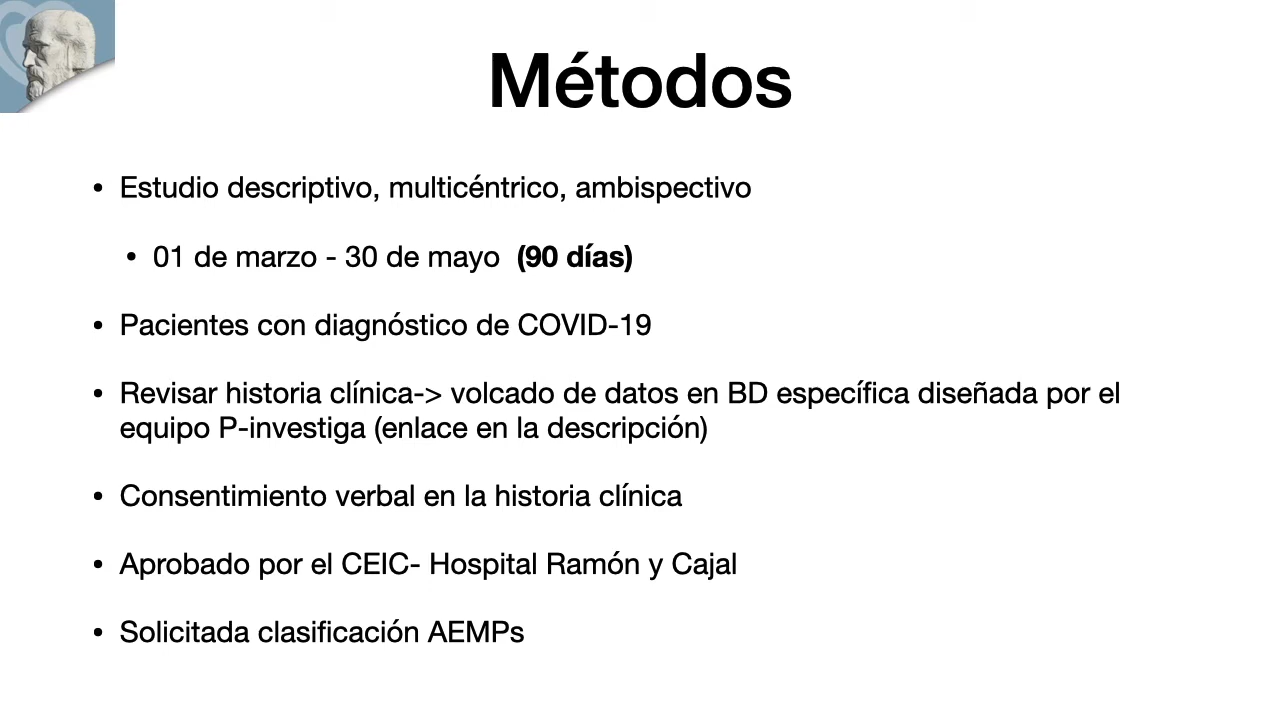 Métodos
• Estudio descriptivo, multicéntrico, ambispectivo
• 01 de marzo - 30 de mayo (90 días)
• Pacientes con diagnóstico de COVID-19
• Revisar historia clínica-> volcado de datos en BD específica diseñada por el
equipo P-investiga (enlace en la descripción)
• Consentimiento verbal en la historia clínica
• Aprobado por el CEIC- Hospital Ramón y Cajal
• Solicitada clasificación AEMPs